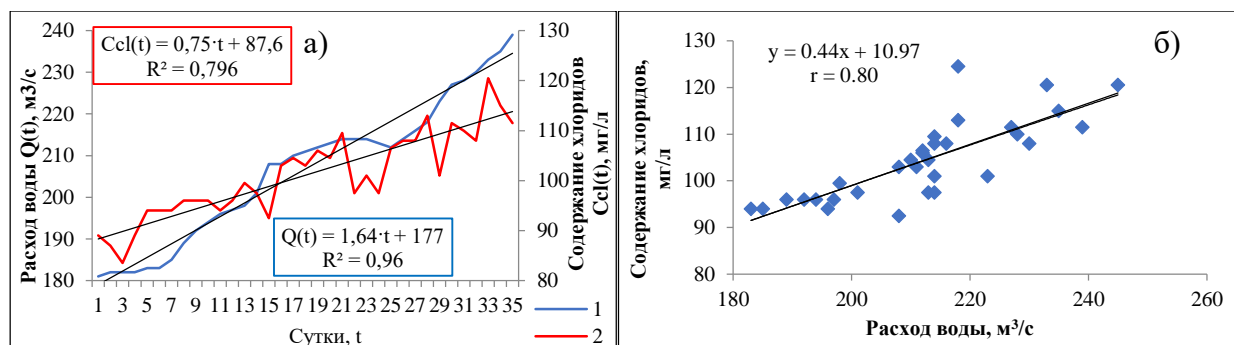 а)
Ccl(t) = 0,75·t + 87,6
R² = 0,796
Расход воды Q(t), м3/с
240
230
220
210
200
190
180
Q(t) = 1,64·t + 177
R² = 0,96
130
120
110
100
90
80
Содержание хлоридов
Ccl(t), мг/л
1 3 5 7 9 11 13 15 17 19 21 23 25 27 29 31 33 35
Сутки, t
1
2
б)
y = 0.44x + 10.97
r = 0.80
Содержание хлоридов,
мг/л
130
120
110
100
90
80
180 200 220 240 260
Расход воды, м³/с